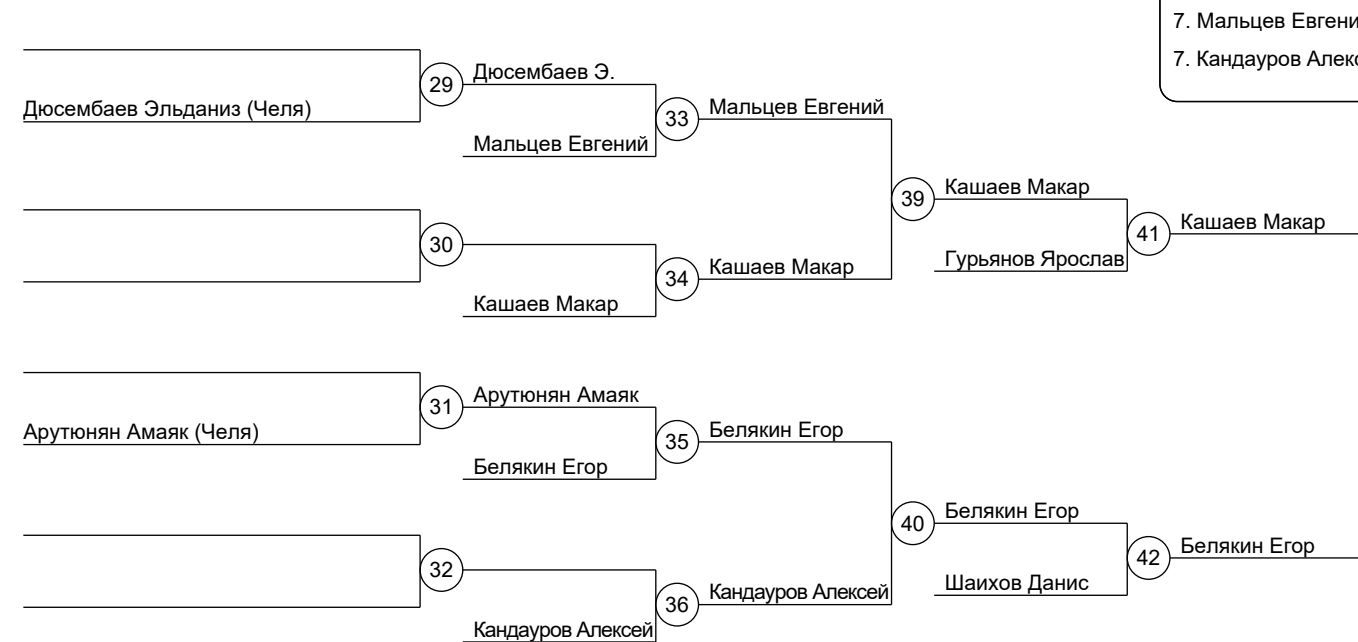 7. Мальцев Евгени
7. Кандауров Алекс
29
Дюсембаев Э.
Дюсембаев Эльданиз (Челя)
33
Мальцев Евгений
Мальцев Евгений
39
Кашаев Макар
30
41
Кашаев Макар
Гурьянов Ярослав
34
Кашаев Макар
Кашаев Макар
31
Арутюнян Амаяк
Арутюнян Амаяк (Челя)
35
Белякин Егор
Белякин Егор
40
Белякин Егор
42
Белякин Егор
32
Шаихов Данис
36
Кандауров Алексей
Кандауров Алексей